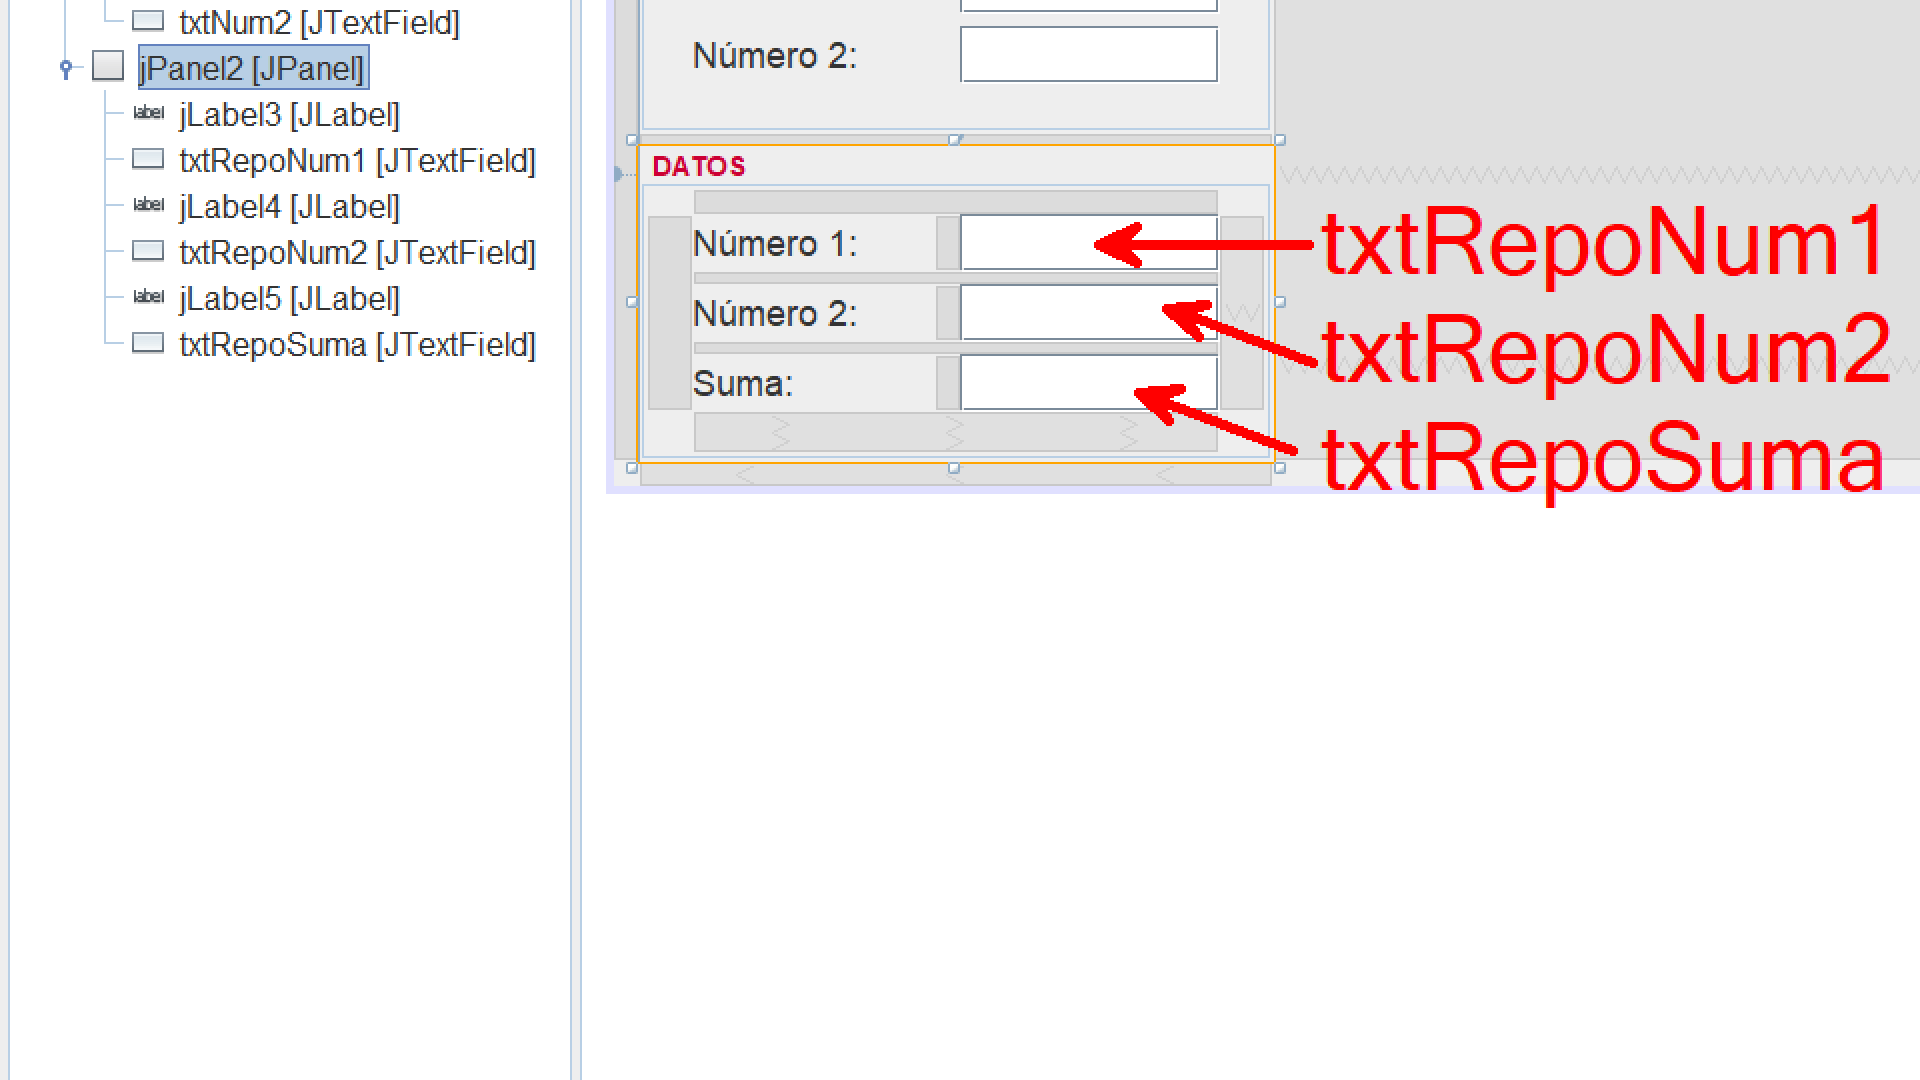 txtNum2 [JTextField]
jPanel2 [JPanel]
label jLabel3 [JLabel]
txtRepoNum1 [JTextField]
label jLabel4 [JLabel]
txtRepoNum2 [JTextField]
label jLabel5 [JLabel]
txtRepoSuma [JTextField]
Número 2:
DATOS
Número 1:
txtRepoNum1
Número 2:
txtRepoNum2
Suma:
txtRepoSuma